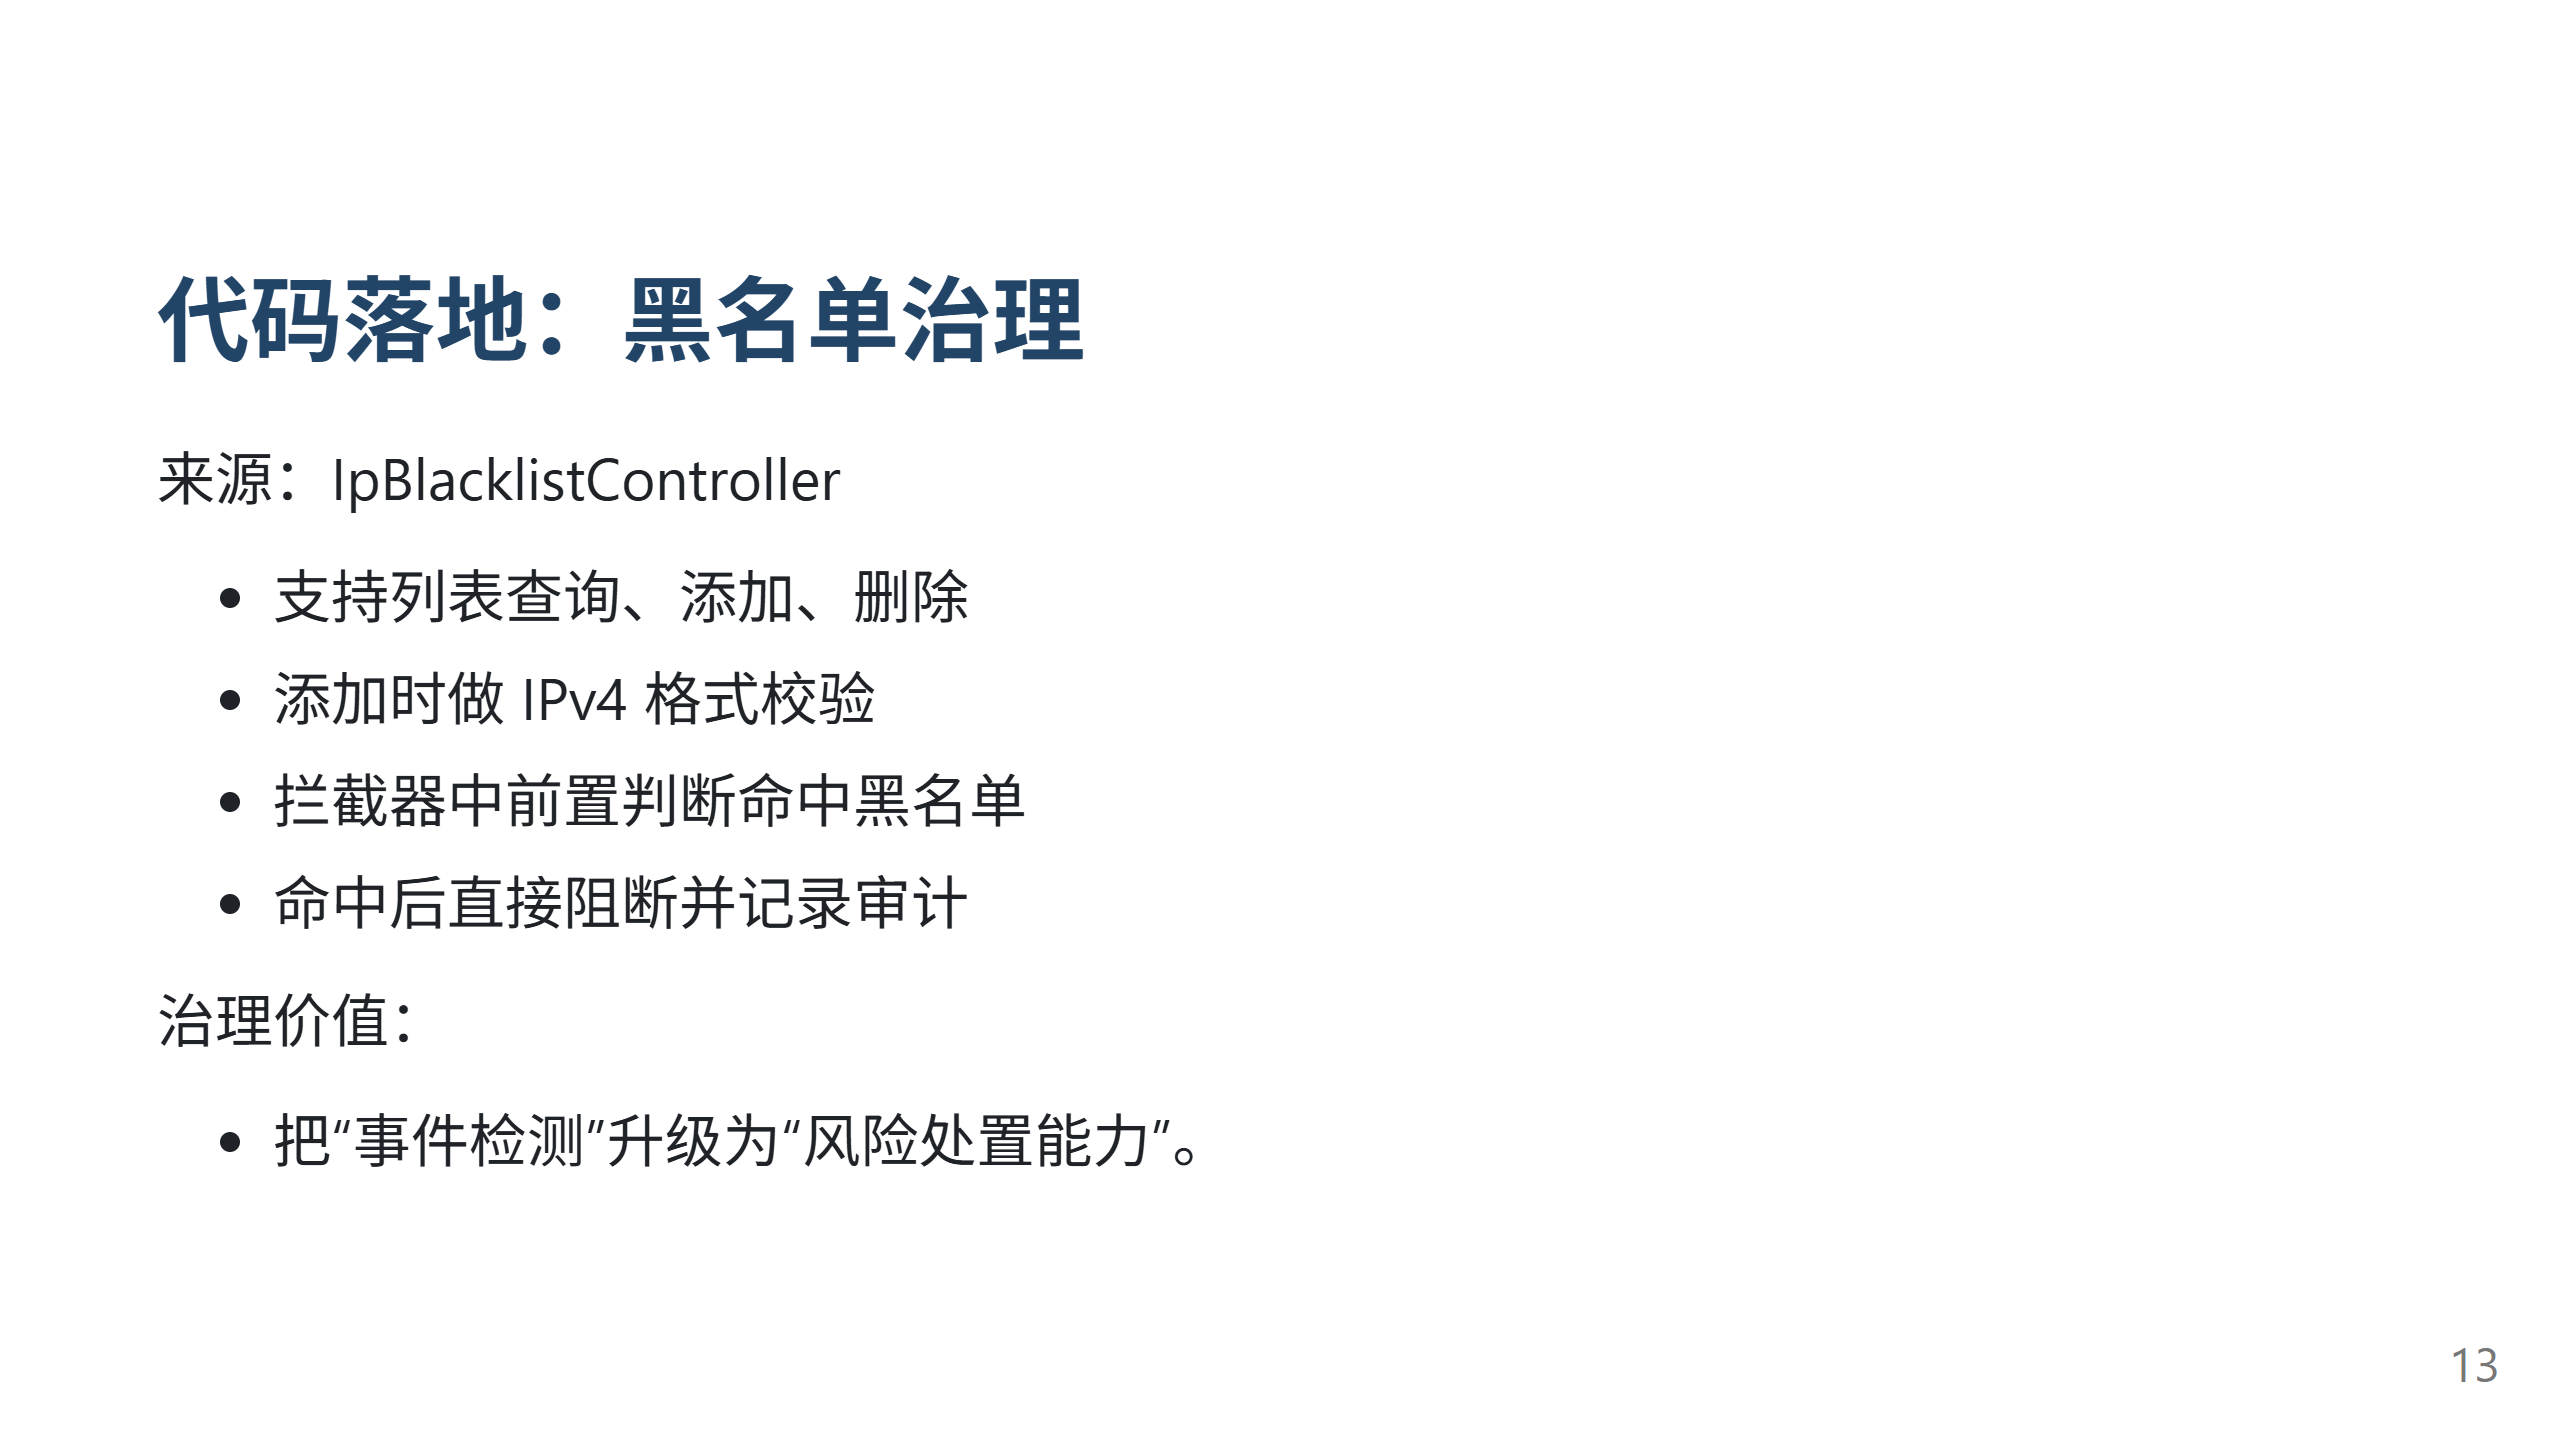 代码落地：黑名单治理
来源：IpBlacklistController
• 支持列表查询、添加、删除
• 添加时做 IPv4 格式校验
• 拦截器中前置判断命中黑名单
• 命中后直接阻断并记录审计
治理价值：
• 把“事件检测”升级为“风险处置能力”。
13